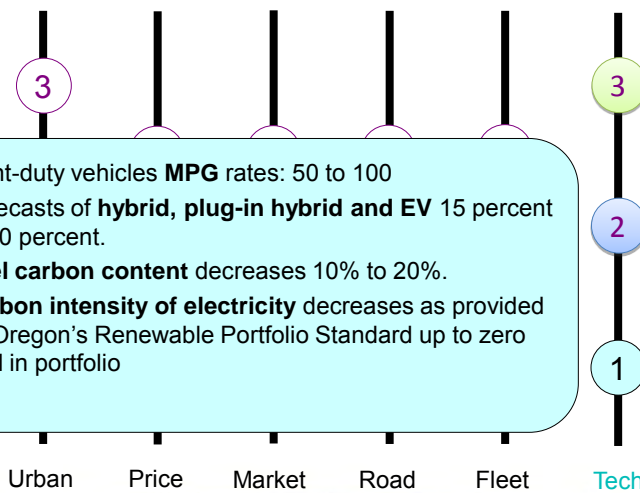 3
3
nt-duty vehicles MPG rates: 50 to 100
ecasts of hybrid, plug-in hybrid and EV 15 percent
0 percent.
el carbon content decreases 10% to 20%.
2
bon intensity of electricity decreases as provided
Oregon's Renewable Portfolio Standard up to zero
l in portfolio
1
Urban Price Market Road Fleet Tech